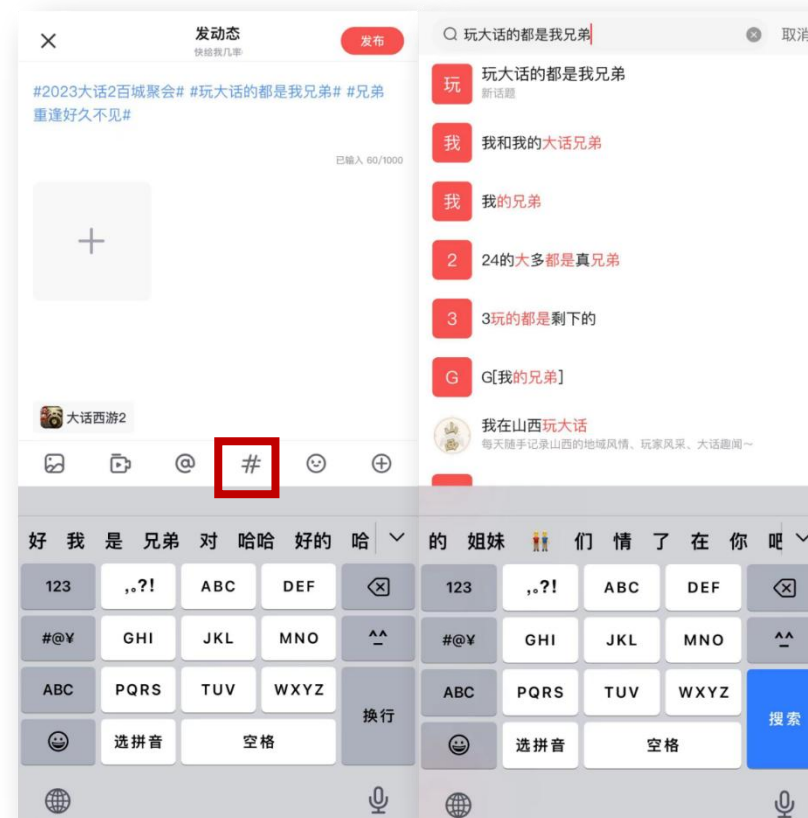 发动态
发布
#2023大话2百城聚会# #玩大话的都是我兄弟# #兄弟
重逢好久不见#
已输入 60/1000
大话西游2
@ #
好 我 是 兄弟 对 哈哈 好的 哈
123 ,。?! ABC DEF
#@¥ GHI JKL MNO ^^
ABC PQRS TUV WXYZ
换行
选拼音 空格
玩大话的都是我兄弟 取消
玩 玩大话的都是我兄弟
新话题
我 我和我的大话兄弟
我 我的兄弟
2 24的大多都是真兄弟
3 3玩的都是剩下的
G G[我的兄弟]
我在山西玩大话
每天随手记录山西的地域风情、玩家风采、大话趣闻~
的 姐妹 👬 们 情 了 在 你 吧
123 ,。?! ABC DEF
#@¥ GHI JKL MNO ^^
ABC PQRS TUV WXYZ
搜索
选拼音 空格